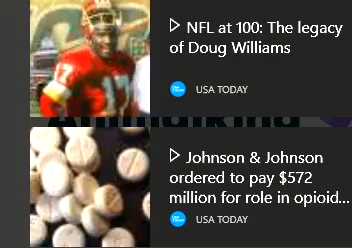 NFL at 100: The legacy
of Doug Williams
USA TODAY
Johnson & Johnson
ordered to pay $572
million for role in opioid...
USA TODAY